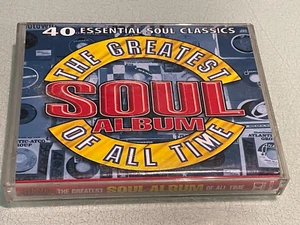 40 ESSENTIAL SOUL CLASSICS
THE GREATEST
SOUL
ALBUM
OF ALL TIME
THE GREATEST SOUL ALBUM OF ALL TIME